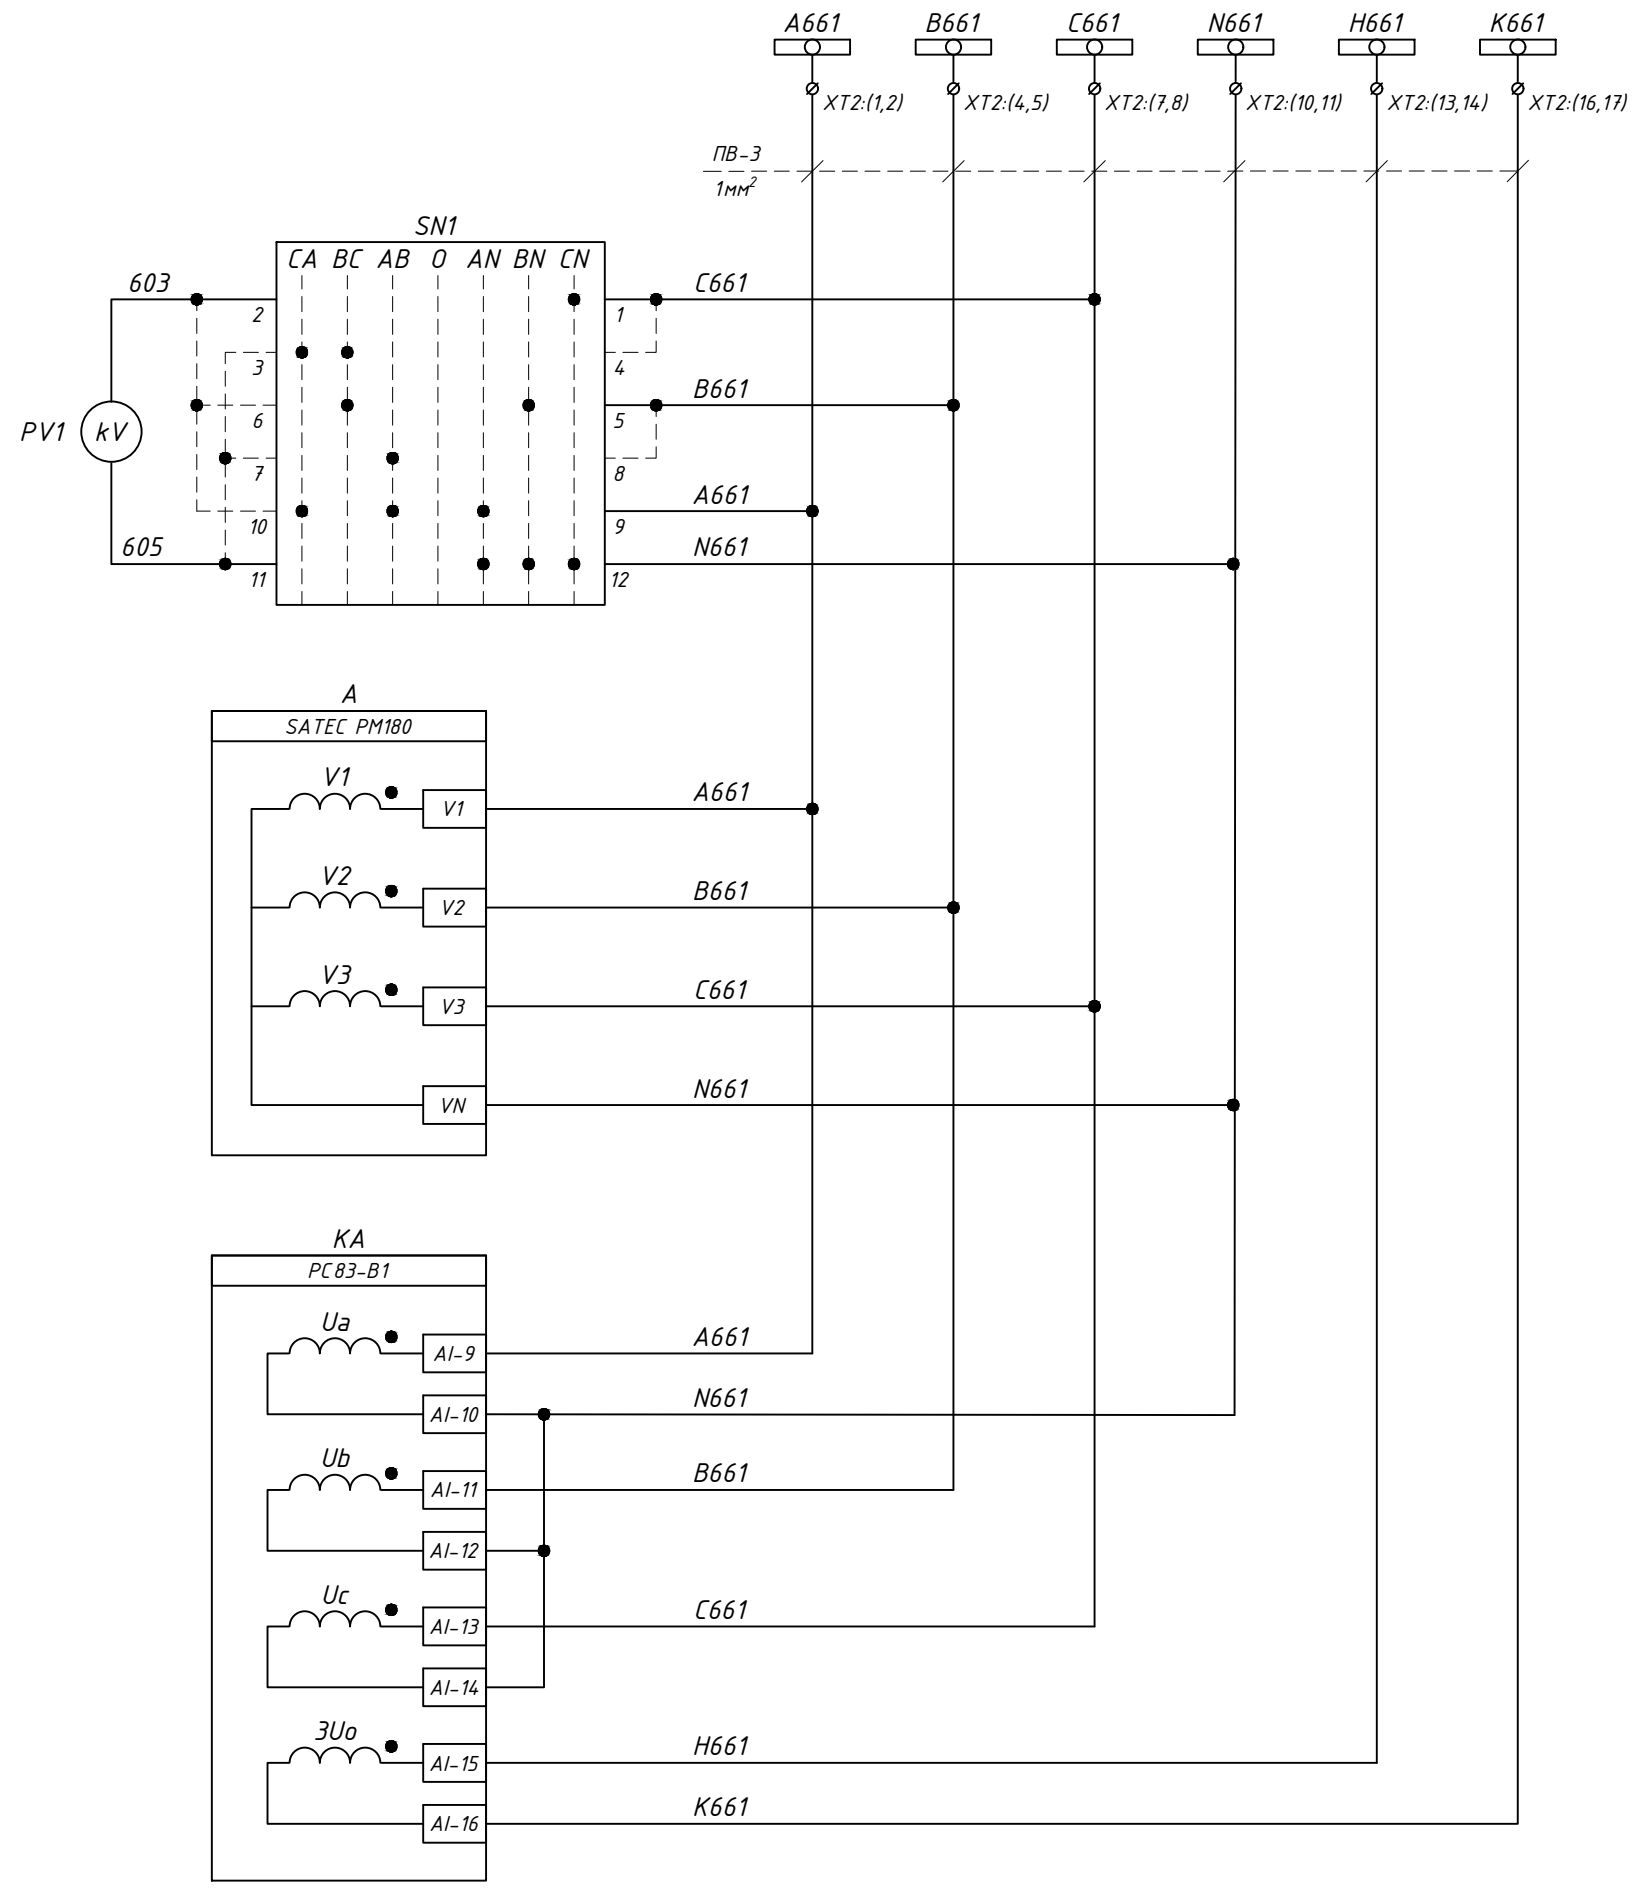 A661 B661 C661 N661 H661 K661
XT2:(1,2) XT2:(4,5) XT2:(7,8) XT2:(10,11) XT2:(13,14) XT2:(16,17)
ПВ-3
1мм²
SN1
CA BC AB O AN BN CN
603
C661
2
1
3
4
B661
6
5
PV1
kV
7
8
A661
10
9
605
N661
11
12
A
SATEC PM180
V1
V1
A661
V2
V2
B661
V3
V3
C661
VN
N661
KA
РС83-В1
Ua
AI-9
A661
AI-10
N661
Ub
AI-11
B661
AI-12
Uc
AI-13
C661
AI-14
3Uo
AI-15
H661
AI-16
K661